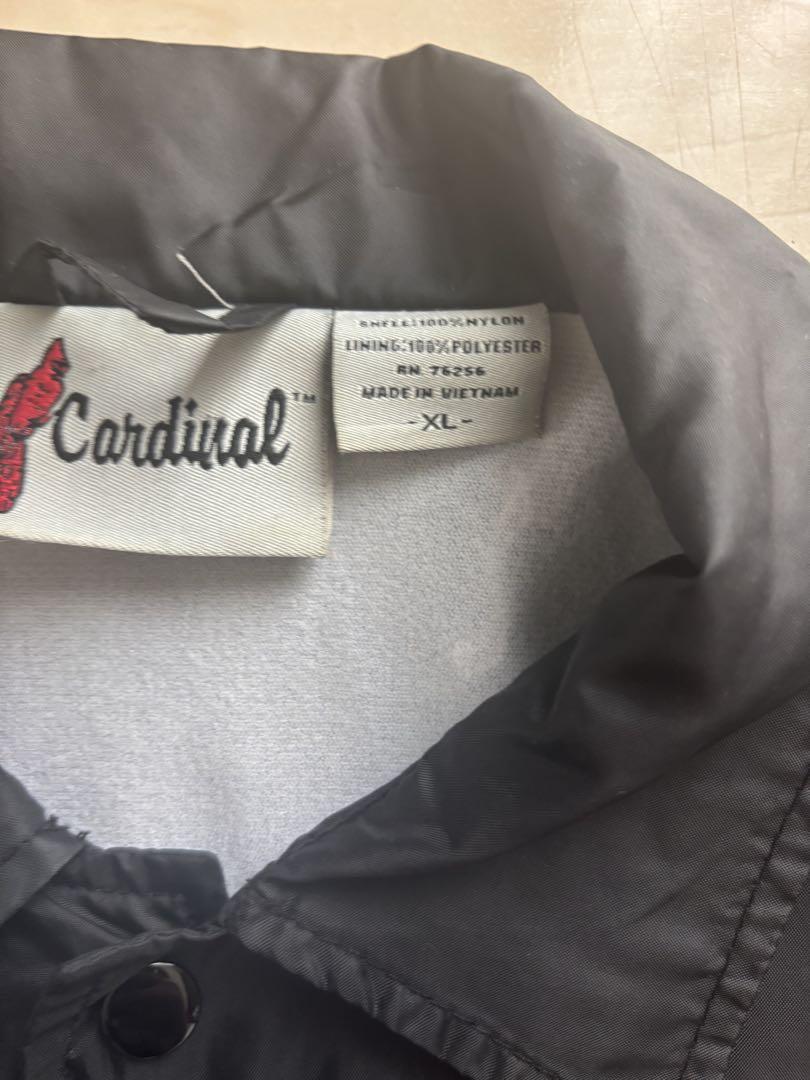 Cardinal™
SHELL:100%NYLON
LINING:100%POLYESTER
RN 76256
MADE IN VIETNAM
-XL-